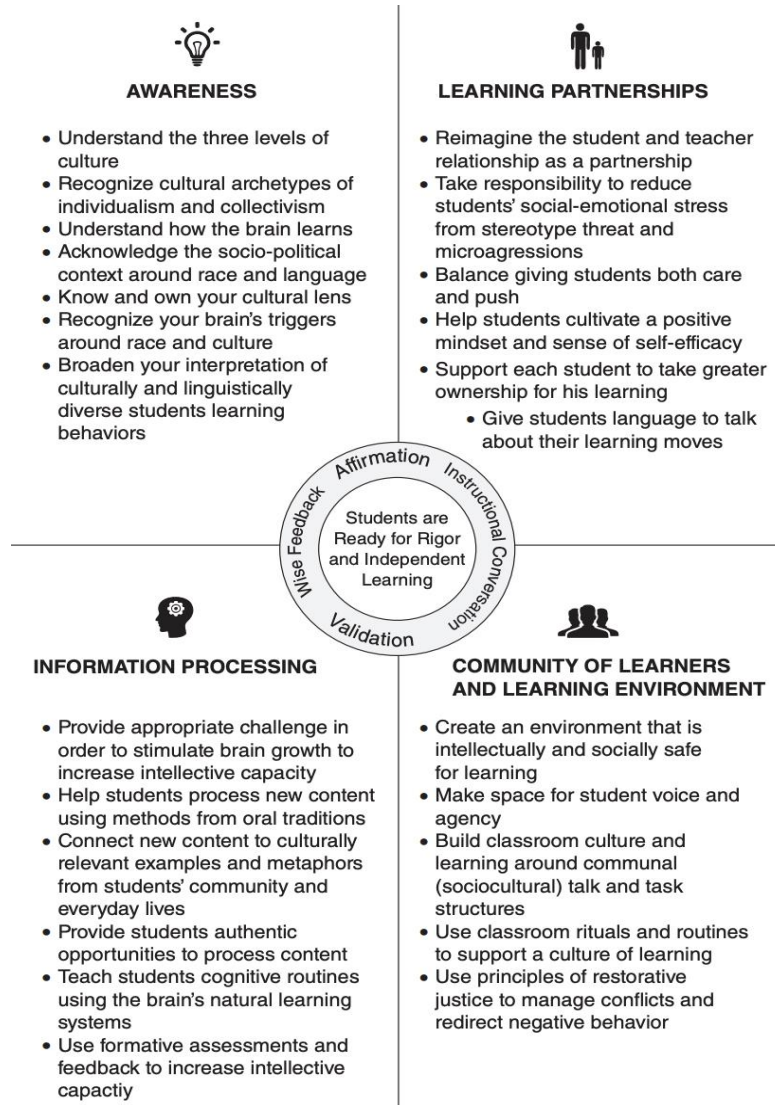 AWARENESS
• Understand the three levels of
culture
• Recognize cultural archetypes of
individualism and collectivism
• Understand how the brain learns
• Acknowledge the socio-political
context around race and language
• Know and own your cultural lens
• Recognize your brain's triggers
around race and culture
• Broaden your interpretation of
culturally and linguistically
diverse students learning
behaviors
LEARNING PARTNERSHIPS
• Reimagine the student and teacher
relationship as a partnership
• Take responsibility to reduce
students' social-emotional stress
from stereotype threat and
microagressions
• Balance giving students both care
and push
• Help students cultivate a positive
mindset and sense of self-efficacy
• Support each student to take greater
ownership for his learning
• Give students language to talk
about their learning moves
Wise Feedback
Affirmation
Instructional Conversation
Validation
Students are
Ready for Rigor
and Independent
Learning
INFORMATION PROCESSING
• Provide appropriate challenge in
order to stimulate brain growth to
increase intellective capacity
• Help students process new content
using methods from oral traditions
• Connect new content to culturally
relevant examples and metaphors
from students' community and
everyday lives
• Provide students authentic
opportunities to process content
• Teach students cognitive routines
using the brain's natural learning
systems
• Use formative assessments and
feedback to increase intellective
capactiy
COMMUNITY OF LEARNERS
AND LEARNING ENVIRONMENT
• Create an environment that is
intellectually and socially safe
for learning
• Make space for student voice and
agency
• Build classroom culture and
learning around communal
(sociocultural) talk and task
structures
• Use classroom rituals and routines
to support a culture of learning
• Use principles of restorative
justice to manage conflicts and
redirect negative behavior